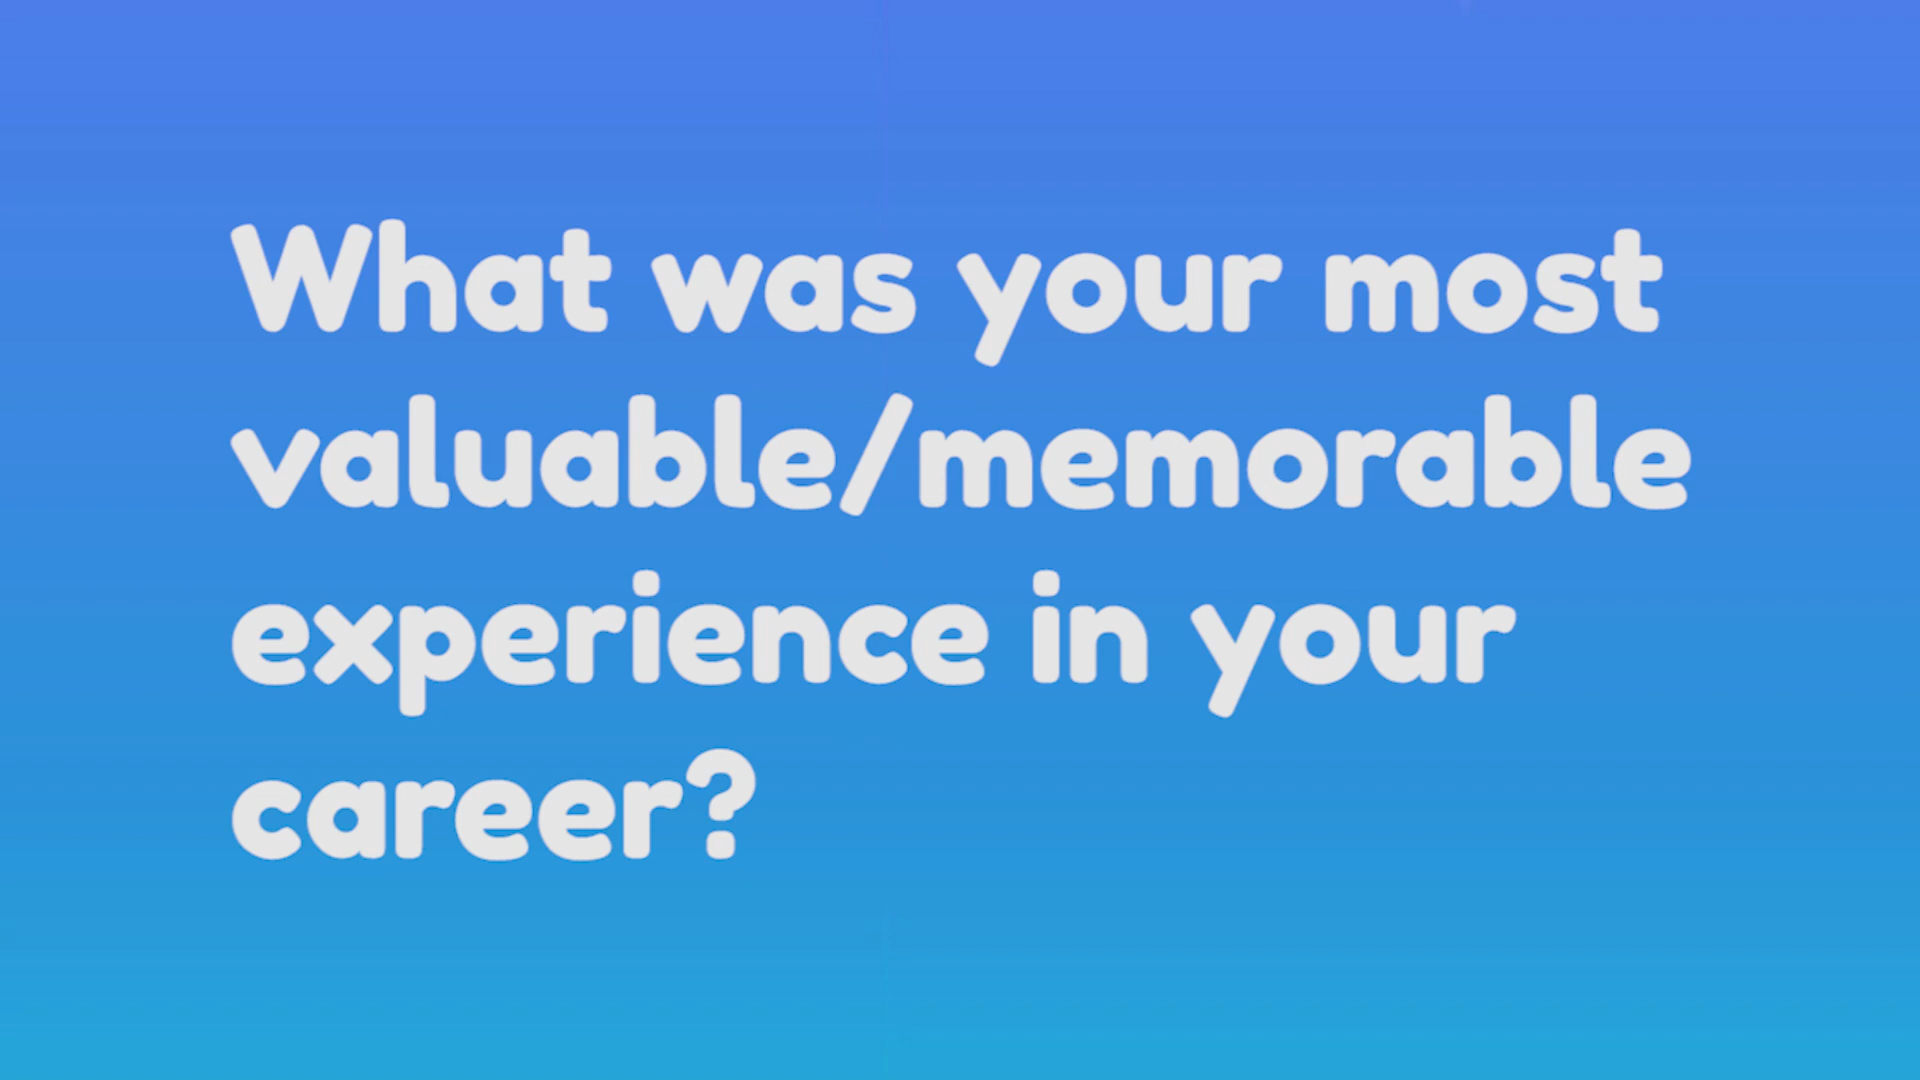 What was your most
valuable/memorable
experience in your
career?